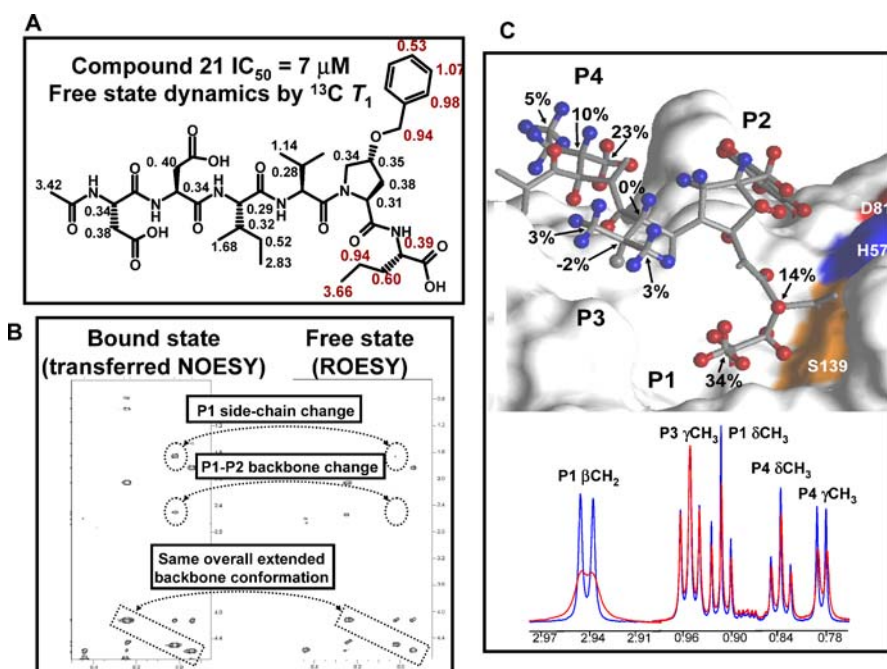 A
Compound 21 IC50 = 7 μM
Free state dynamics by 13C T1
0.53
1.07
0.98
0.94
O
O
OH
0. 40
1.14
0.28
0.34
0.35
0.38
0.31
3.42
N
H
0.34
0.38
O
OH
O
0.34
N
H
O
0.29
0.32
1.68
0.52
2.83
N
H
O
N
O
NH
0.39
0.94
0.60
3.66
O
OH
B
Bound state
(transferred NOESY)
Free state
(ROESY)
P1 side-chain change
P1-P2 backbone change
Same overall extended
backbone conformation
C
P4
5%
10%
23%
P2
0%
3%
-2%
3%
P3
D81
H57
14%
S139
P1
34%
P3 γCH3
P1 δCH3
P1 βCH2
P4 δCH3
P4 γCH3
2.97
2.94
2.91
0.96
0.90
0.84
0.78